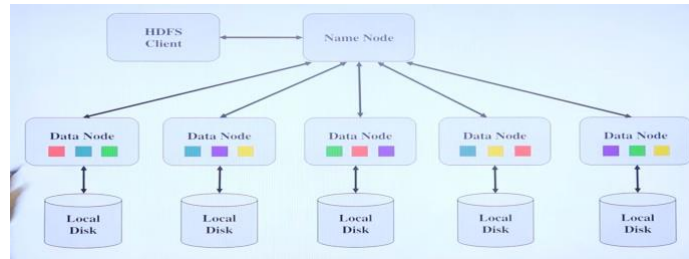 HDFS
Client
Name Node
Data Node
Data Node
Data Node
Data Node
Data Node
Local
Disk
Local
Disk
Local
Disk
Local
Disk
Local
Disk